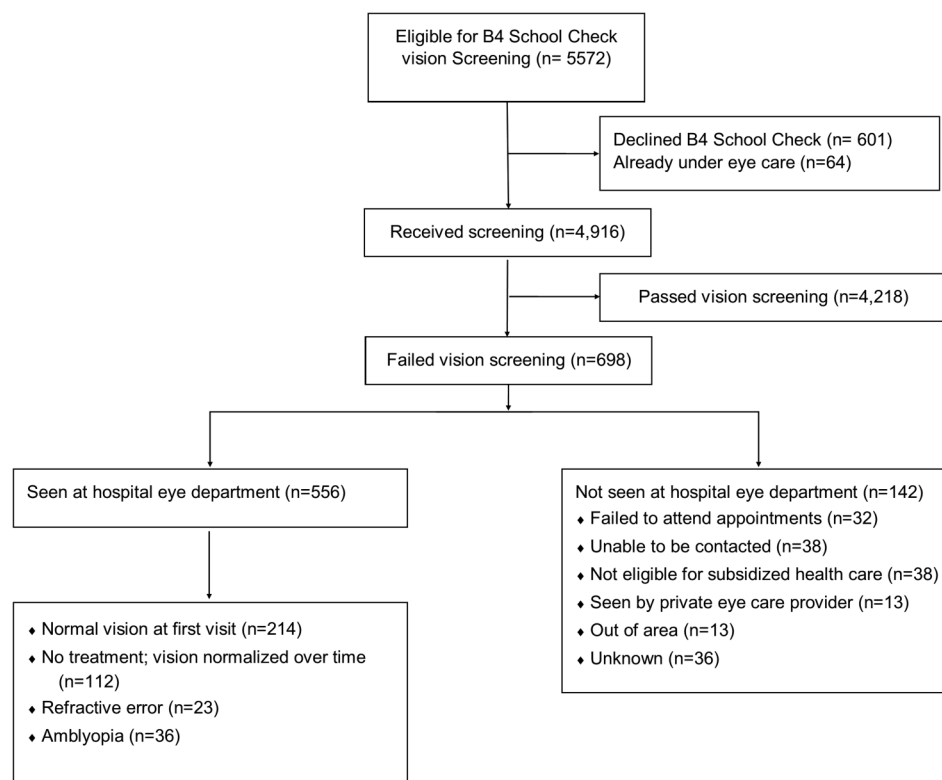 Eligible for B4 School Check
vision Screening (n= 5572)
Declined B4 School Check (n= 601)
Already under eye care (n=64)
Received screening (n=4,916)
Passed vision screening (n=4,218)
Failed vision screening (n=698)
Seen at hospital eye department (n=556)
♦ Normal vision at first visit (n=214)
♦ No treatment; vision normalized over time
(n=112)
♦ Refractive error (n=23)
♦ Amblyopia (n=36)
Not seen at hospital eye department (n=142)
♦ Failed to attend appointments (n=32)
♦ Unable to be contacted (n=38)
♦ Not eligible for subsidized health care (n=38)
♦ Seen by private eye care provider (n=13)
♦ Out of area (n=13)
♦ Unknown (n=36)